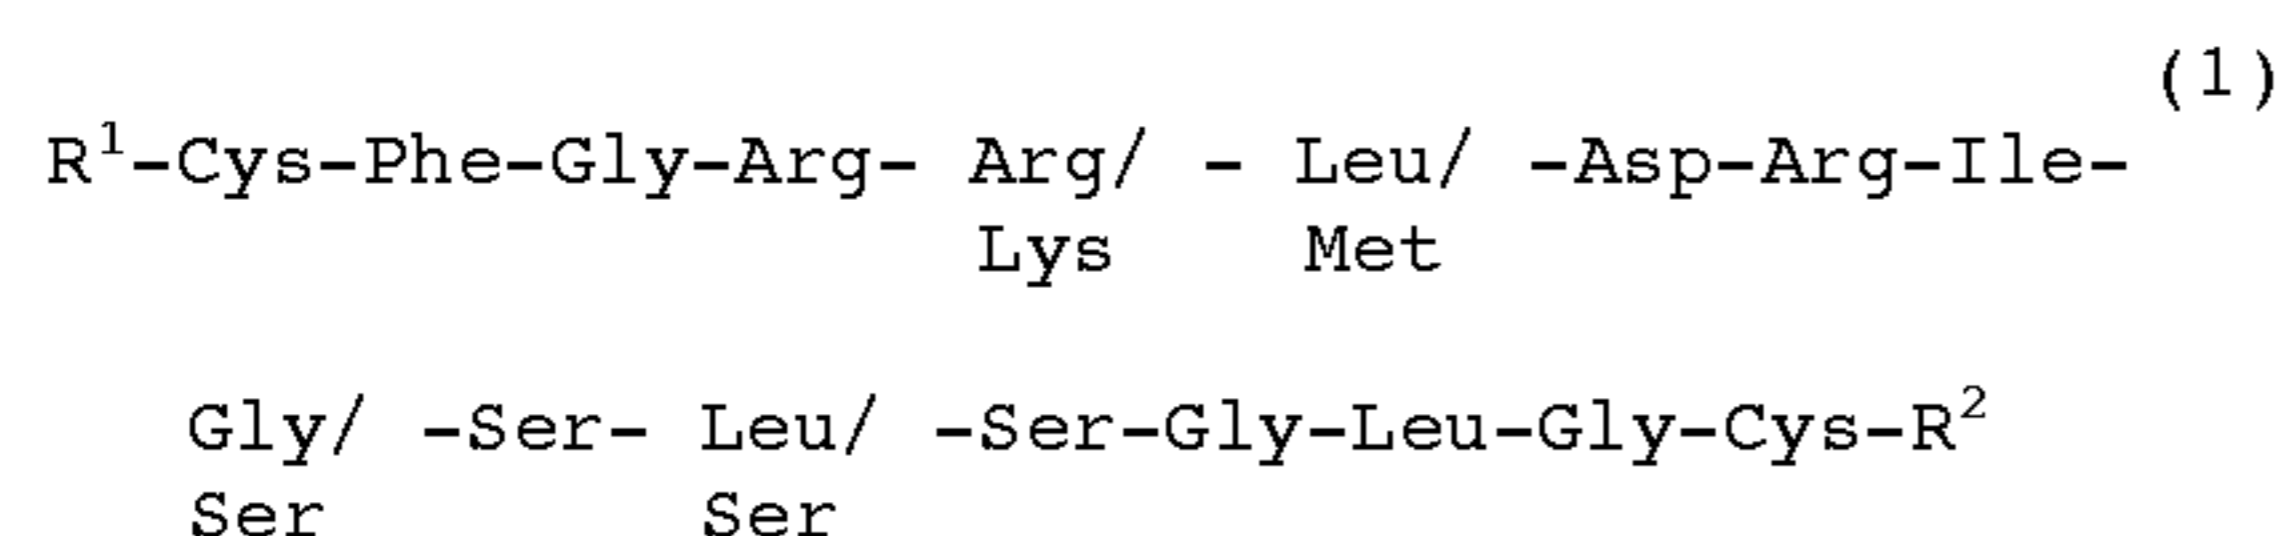 (1)
R¹-Cys-Phe-Gly-Arg- Arg/ - Leu/ -Asp-Arg-Ile-
Lys Met
Gly/ -Ser- Leu/ -Ser-Gly-Leu-Gly-Cys-R²
Ser Ser